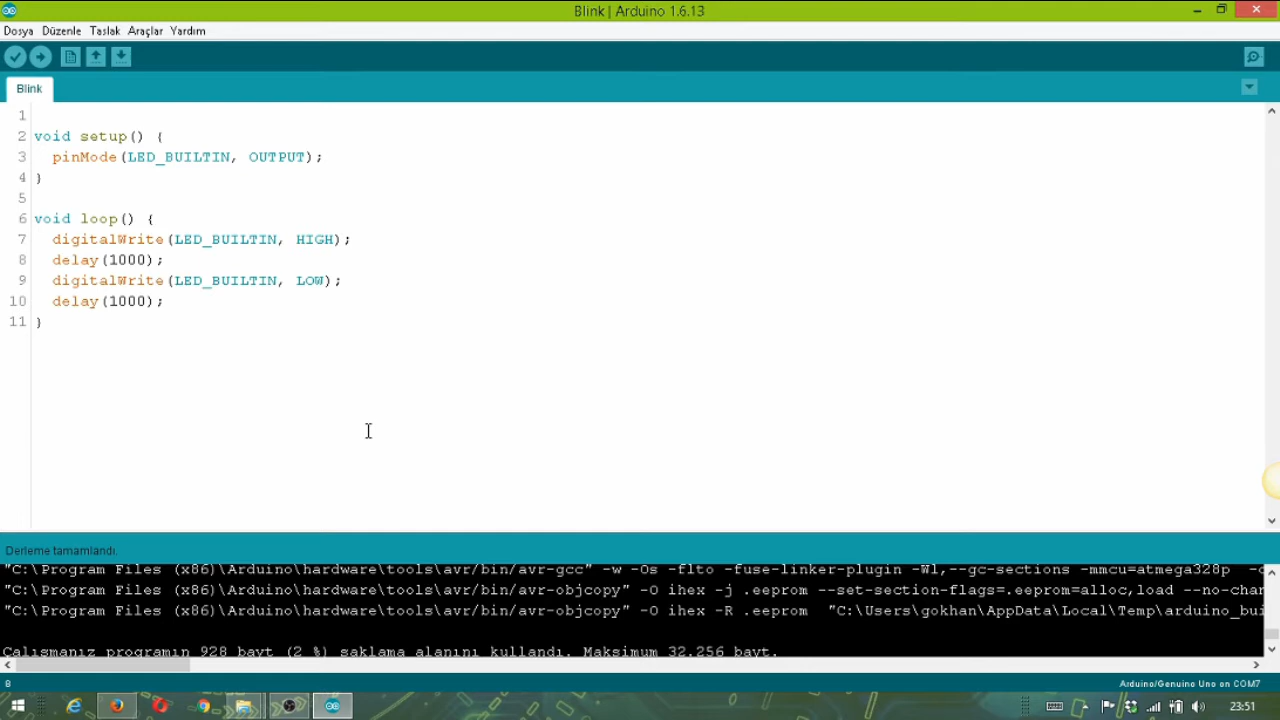 Blink | Arduino 1.6.13
Dosya Düzenle Taslak Araçlar Yardım
Blink
1
2 void setup() {
3 pinMode(LED_BUILTIN, OUTPUT);
4 }
5
6 void loop() {
7 digitalWrite(LED_BUILTIN, HIGH);
8 delay(1000);
9 digitalWrite(LED_BUILTIN, LOW);
10 delay(1000);
11 }
Derleme tamamlandı.
"C:\Program Files (x86)\Arduino\hardware\tools\avr/bin/avr-gcc" -w -Os -flto -fuse-linker-plugin -Wl,--gc-sections -mmcu=atmega328p
"C:\Program Files (x86)\Arduino\hardware\tools\avr/bin/avr-objcopy" -O ihex -j .eeprom --set-section-flags=.eeprom=alloc,load --no-chan
"C:\Program Files (x86)\Arduino\hardware\tools\avr/bin/avr-objcopy" -O ihex -R .eeprom "C:\Users\gokhan\AppData\Local\Temp\arduino_bui
Çalışmanız programın 928 bayt (2 %) saklama alanını kullandı. Maksimum 32.256 bayt.
8 Arduino/Genuino Uno on COM7
23:51